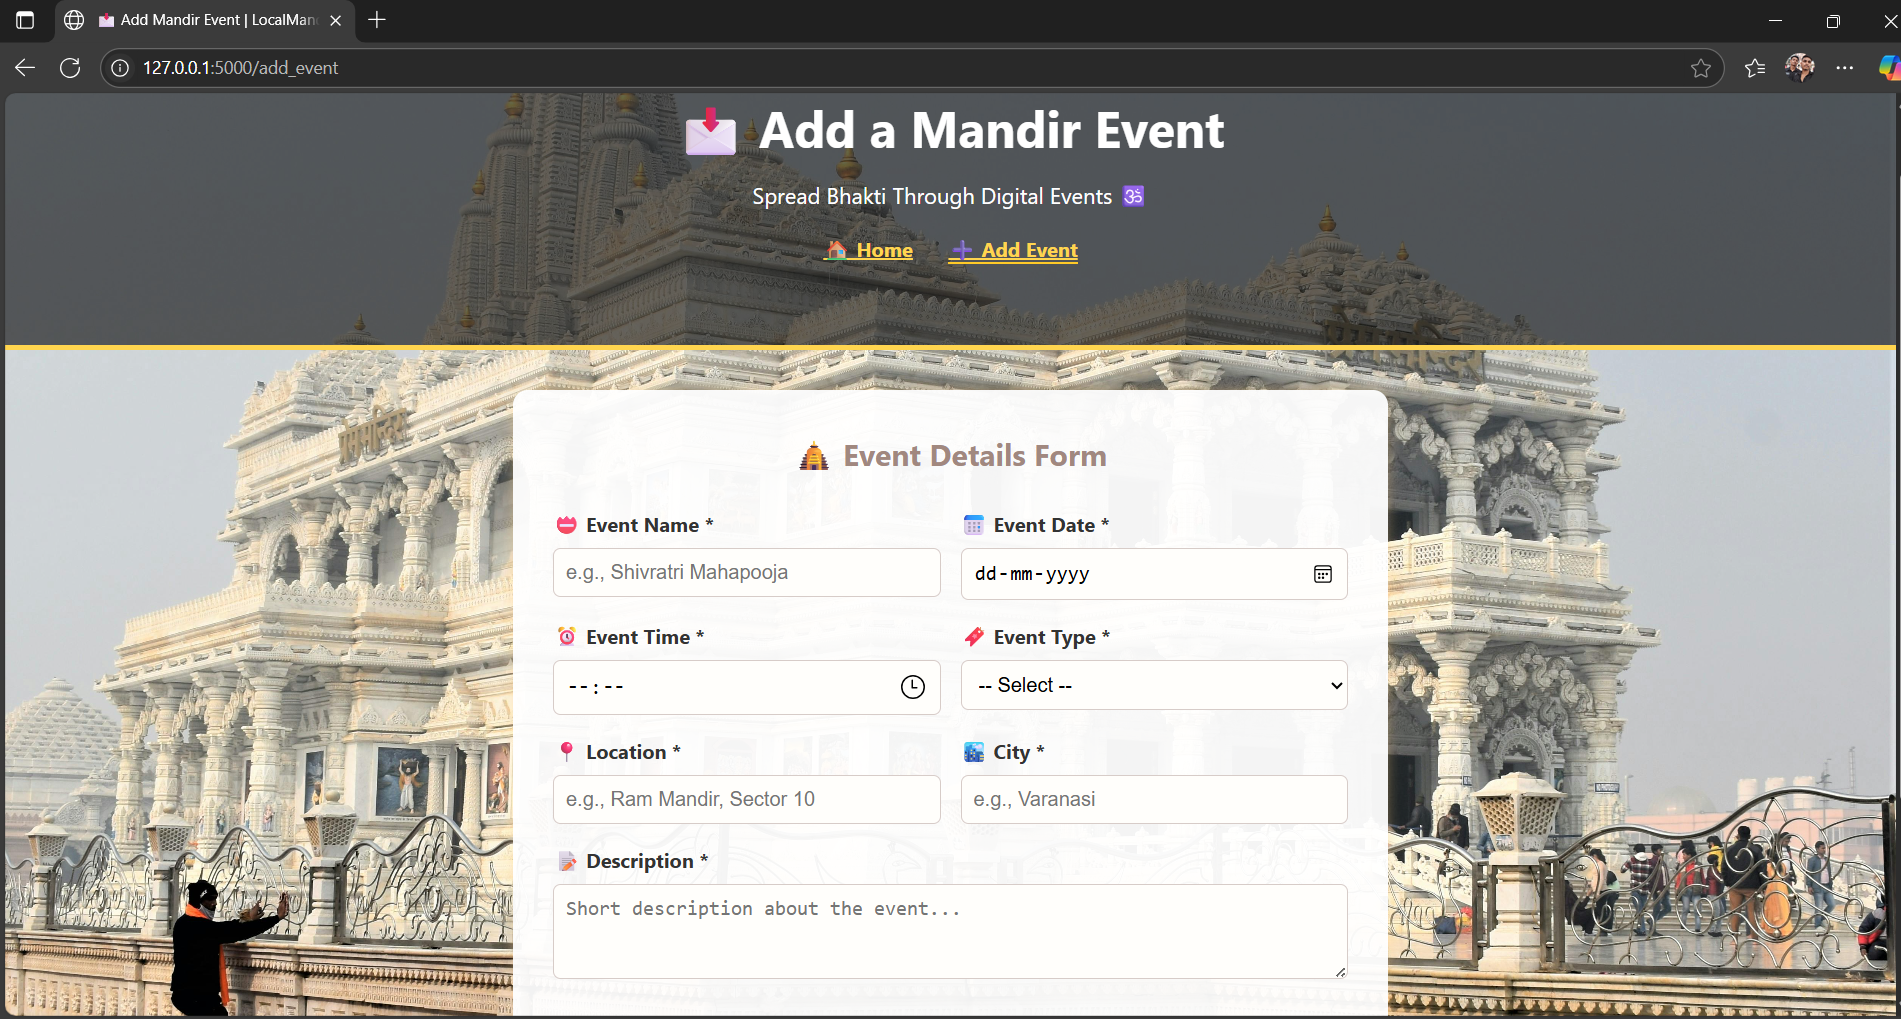 Add Mandir Event | LocalMan
127.0.0.1:5000/add_event
Add a Mandir Event
Spread Bhakti Through Digital Events 🕉
Home
Add Event
Event Details Form
Event Name *
Event Date *
e.g., Shivratri Mahapooja
dd-mm-yyyy
Event Time *
Event Type *
--:--
-- Select --
Location *
City *
e.g., Ram Mandir, Sector 10
e.g., Varanasi
Description *
Short description about the event...